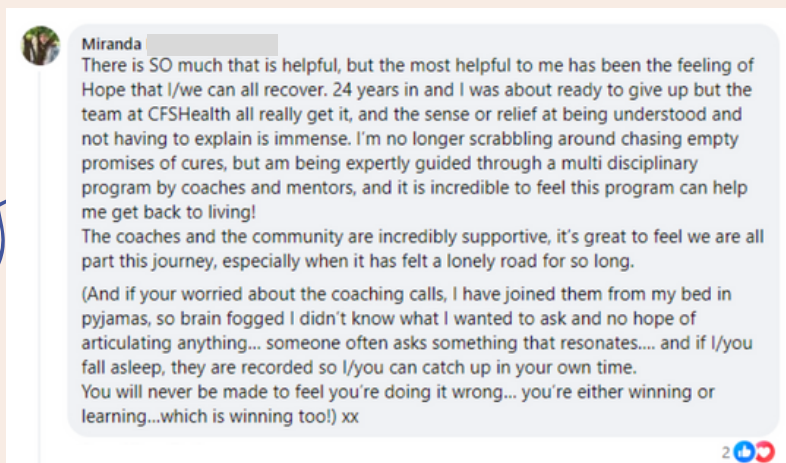 Miranda
There is SO much that is helpful, but the most helpful to me has been the feeling of
Hope that I/we can all recover. 24 years in and I was about ready to give up but the
team at CFSHealth all really get it, and the sense or relief at being understood and
not having to explain is immense. I'm no longer scrabbling around chasing empty
promises of cures, but am being expertly guided through a multi disciplinary
program by coaches and mentors, and it is incredible to feel this program can help
me get back to living!
The coaches and the community are incredibly supportive, it's great to feel we are all
part this journey, especially when it has felt a lonely road for so long.
(And if your worried about the coaching calls, I have joined them from my bed in
pyjamas, so brain fogged I didn't know what I wanted to ask and no hope of
articulating anything... someone often asks something that resonates.... and if I/you
fall asleep, they are recorded so I/you can catch up in your own time.
You will never be made to feel you're doing it wrong... you're either winning or
learning...which is winning too!) xx
2